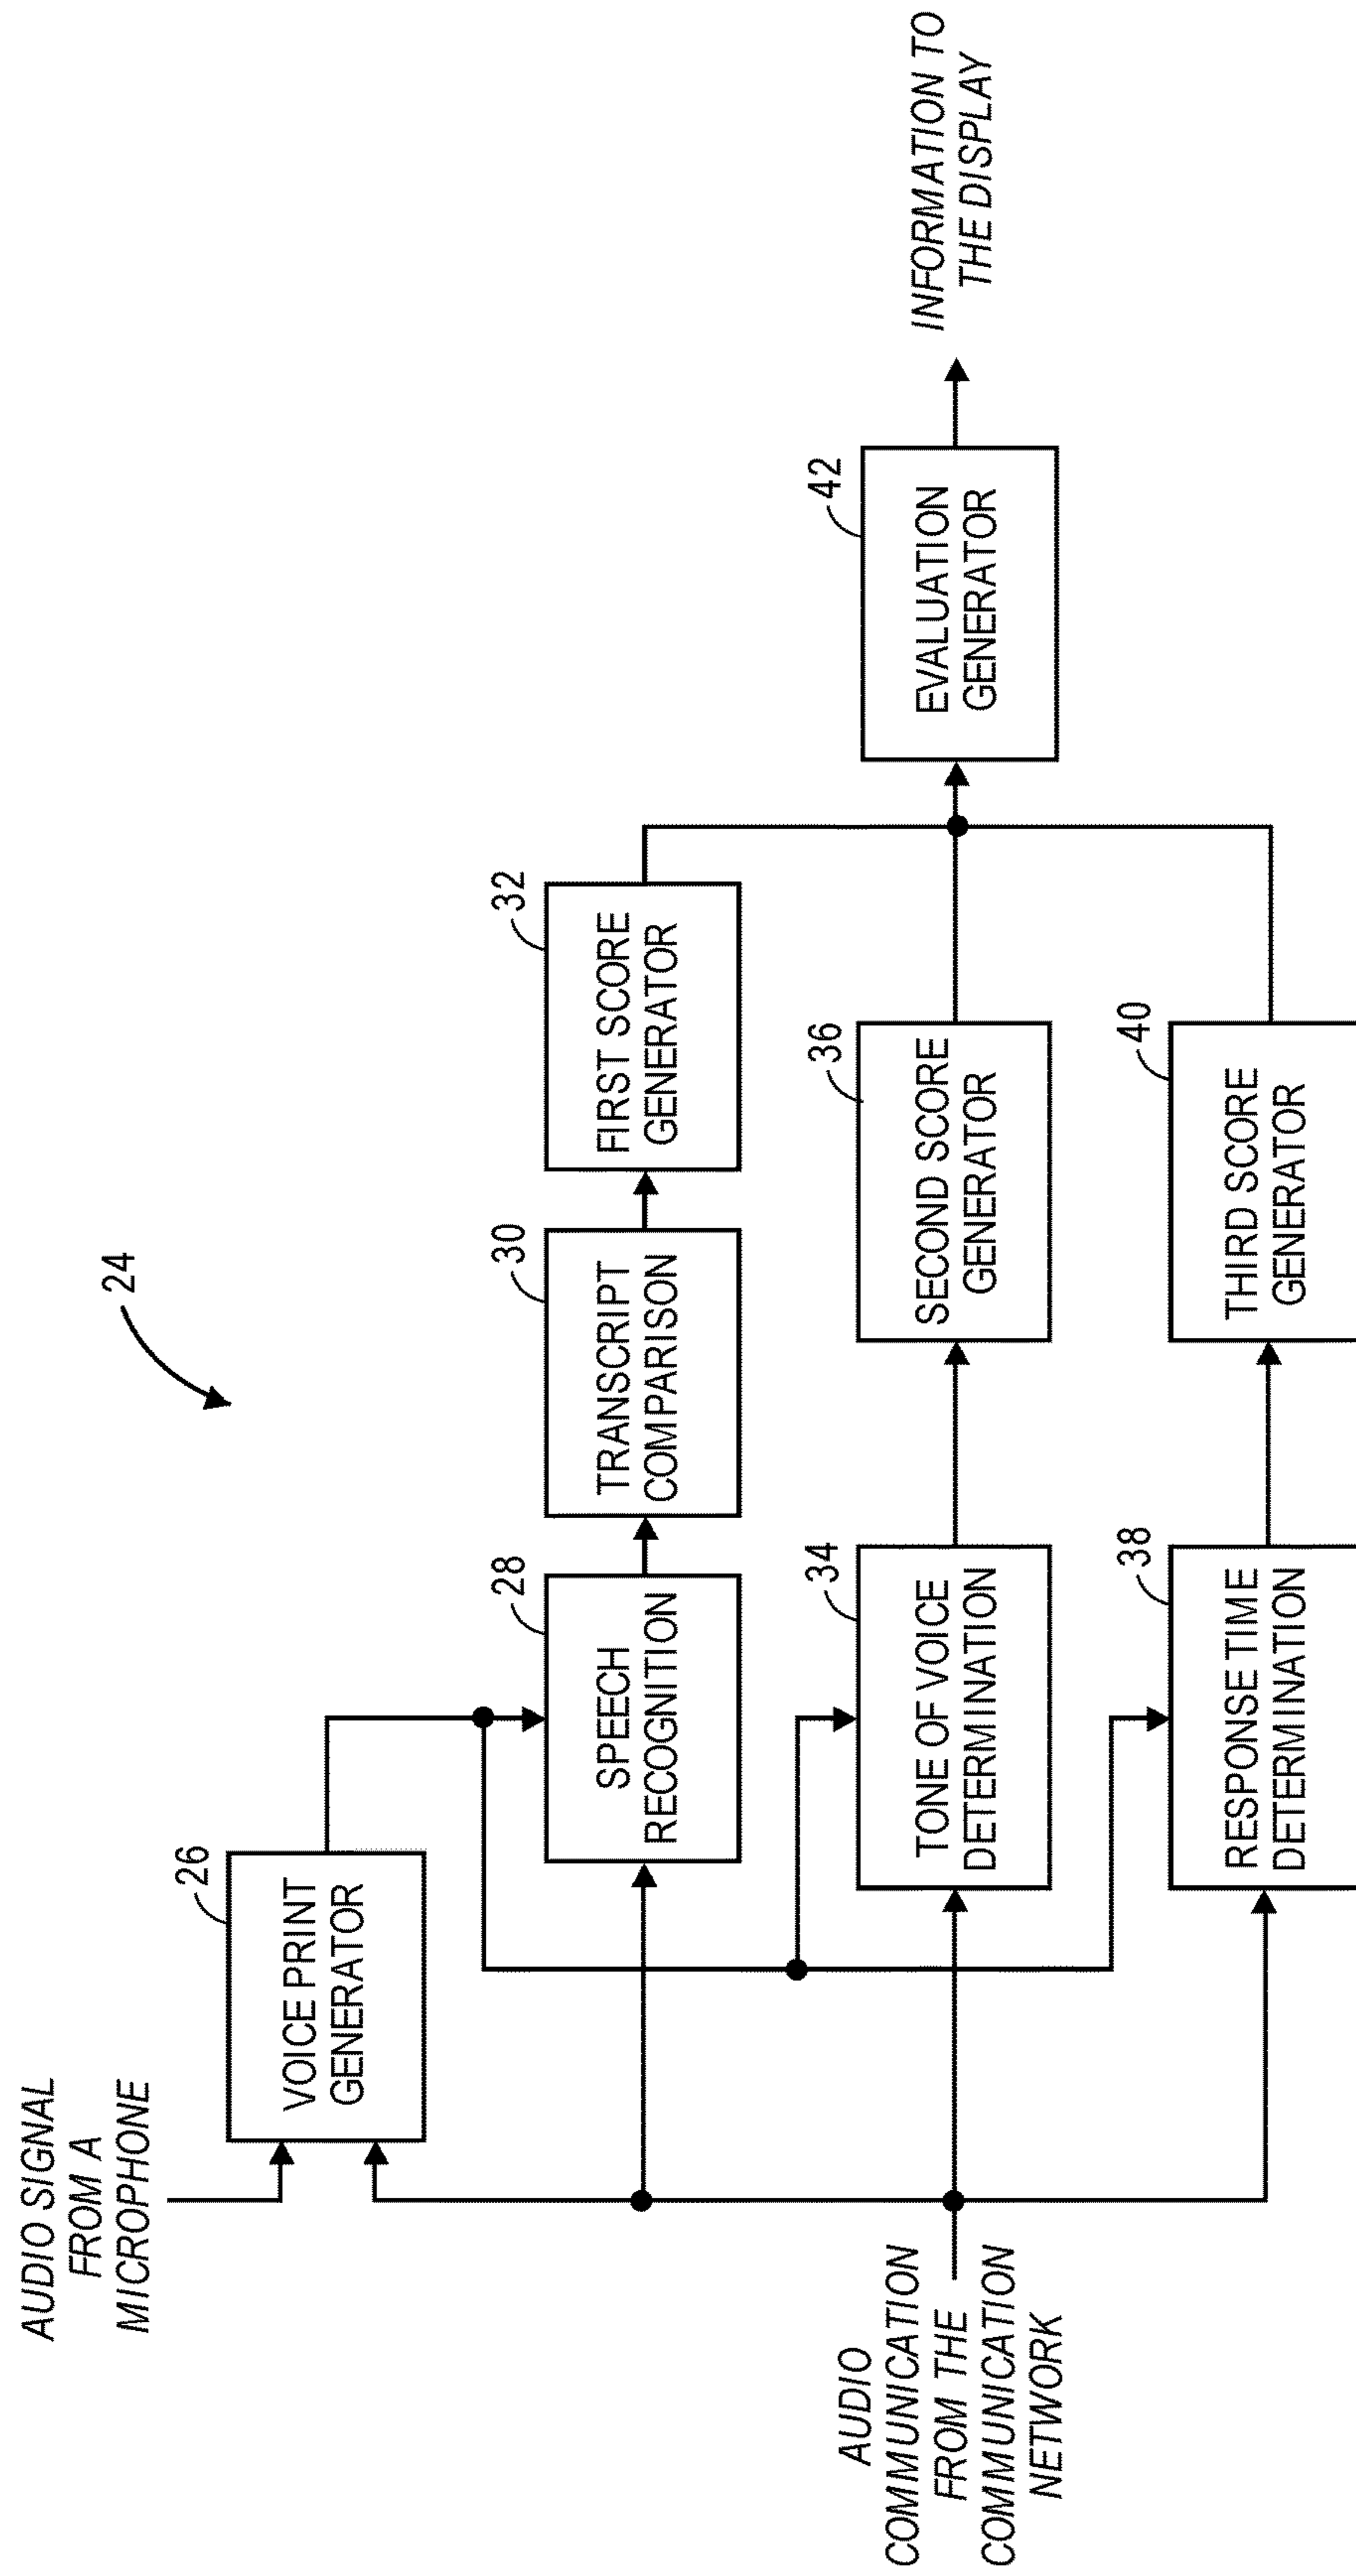 24
AUDIO SIGNAL
FROM A
MICROPHONE
26
VOICE PRINT
GENERATOR
28
SPEECH
RECOGNITION
30
TRANSCRIPT
COMPARISON
32
FIRST SCORE
GENERATOR
AUDIO
COMMUNICATION
FROM THE
COMMUNICATION
NETWORK
34
TONE OF VOICE
DETERMINATION
36
SECOND SCORE
GENERATOR
42
EVALUATION
GENERATOR
INFORMATION TO
THE DISPLAY
38
RESPONSE TIME
DETERMINATION
40
THIRD SCORE
GENERATOR